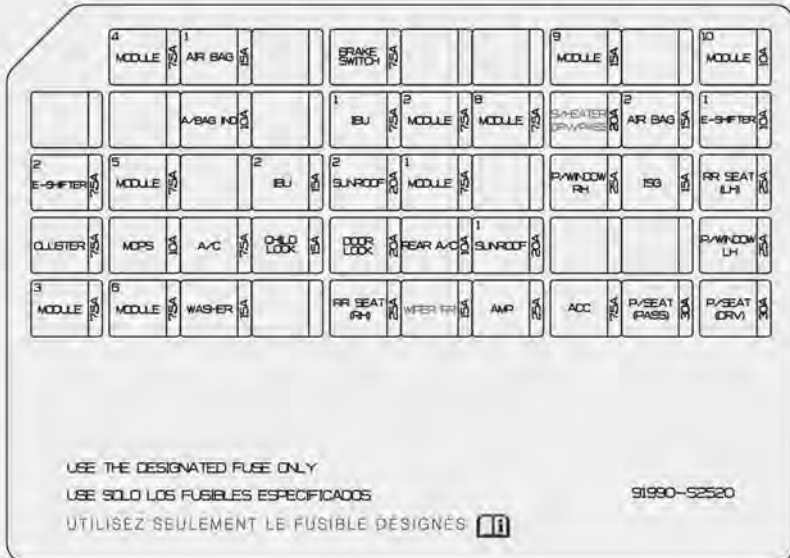 4 MODULE 7.5A 1 AIR BAG 15A BRAKE SWITCH 7.5A 9 MODULE 15A 10 MODULE 10A
A/BAG IND 10A 1 IBU 7.5A 2 MODULE 7.5A 8 MODULE 7.5A S/HEATER DRV/PASS 20A 2 AIR BAG 15A 1 E-SHIFTER 10A
2 E-SHIFTER 7.5A 5 MODULE 7.5A 2 IBU 15A 2 SUNROOF 20A 1 MODULE 7.5A P/WINDOW RH 25A ISG 15A RR SEAT (LH) 25A
CLUSTER 7.5A MDPS 10A A/C 7.5A CHILD LOCK 15A DOOR LOCK 20A REAR A/C 10A 1 SUNROOF 20A P/WINDOW LH 25A
3 MODULE 7.5A 6 MODULE 7.5A WASHER 15A RR SEAT (RH) 25A WIPER 15A AMP 25A ACC 7.5A P/SEAT (PASS) 30A P/SEAT (DRV) 30A
USE THE DESIGNATED FUSE ONLY
USE SOLO LOS FUSIBLES ESPECIFICADOS
91990-S2520
UTILISEZ SEULEMENT LE FUSIBLE DESIGNES